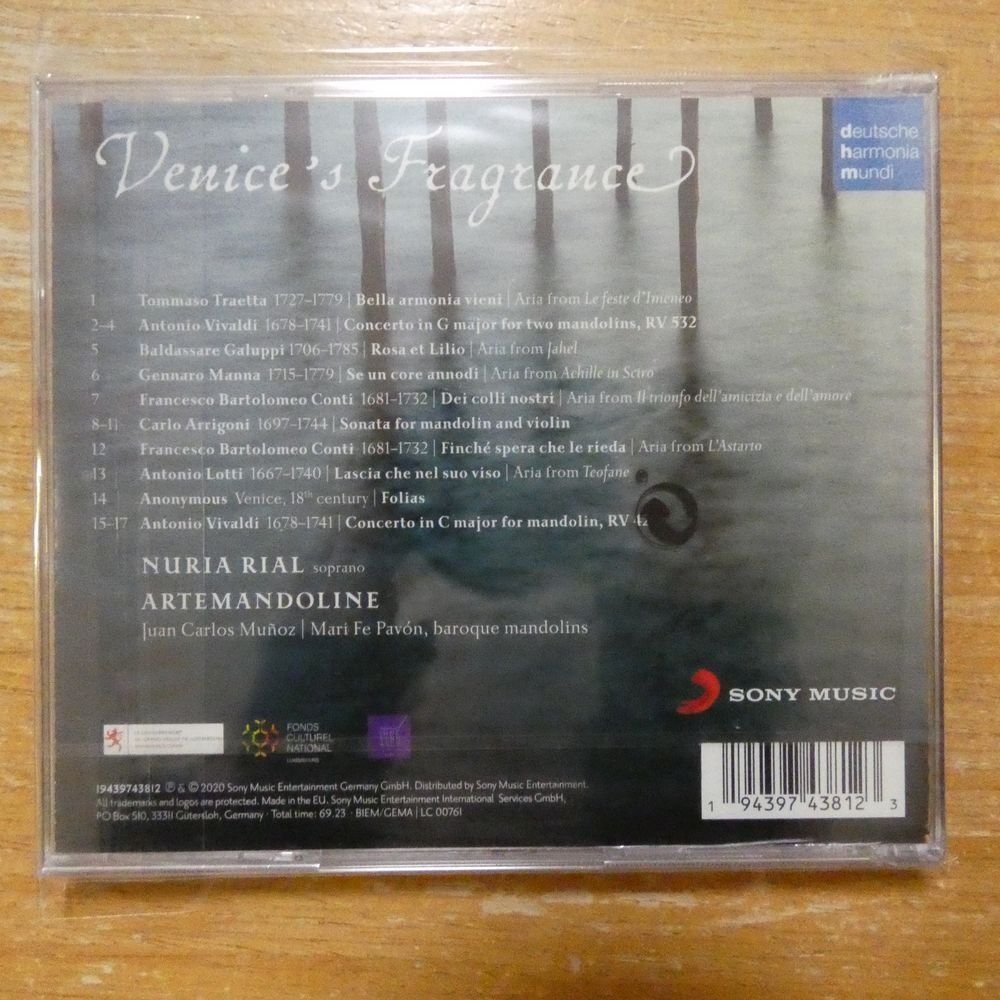 Venice's Fragrance
deutsche
harmonia
mundi
1 Tommaso Traetta 1727–1779 | Bella armonia vieni | Aria from Le feste d'Imeneo
2–4 Antonio Vivaldi 1678–1741 | Concerto in G major for two mandolins, RV 532
5 Baldassare Galuppi 1706–1785 | Rosa et Lilio | Aria from Jahel
6 Gennaro Manna 1715–1779 | Se un core annodi | Aria from Achille in Sciro
7 Francesco Bartolomeo Conti 1681–1732 | Dei colli nostri | Aria from Il trionfo dell'amicizia e dell'amore
8–11 Carlo Arrigoni 1697–1744 | Sonata for mandolin and violin
12 Francesco Bartolomeo Conti 1681–1732 | Finché spera che le rieda | Aria from L'Astarto
13 Antonio Lotti 1667–1740 | Lascia che nel suo viso | Aria from Teofane
14 Anonymous Venice, 18th century | Folias
15–17 Antonio Vivaldi 1678–1741 | Concerto in C major for mandolin, RV
NURIA RIAL soprano
ARTEMANDOLINE
Juan Carlos Muñoz | Mari Fe Pavón, baroque mandolins
SONY MUSIC
FONDS
CULTUREL
NATIONAL
LUXEMBOURG
19439743812 ℗ & © 2020 Sony Music Entertainment Germany GmbH. Distributed by Sony Music Entertainment.
All trademarks and logos are protected. Made in the EU. Sony Music Entertainment International Services GmbH,
PO Box 510, 33311 Gütersloh, Germany · Total time: 69.23 · BIEM/GEMA | LC 00761
1 94397 43812 3